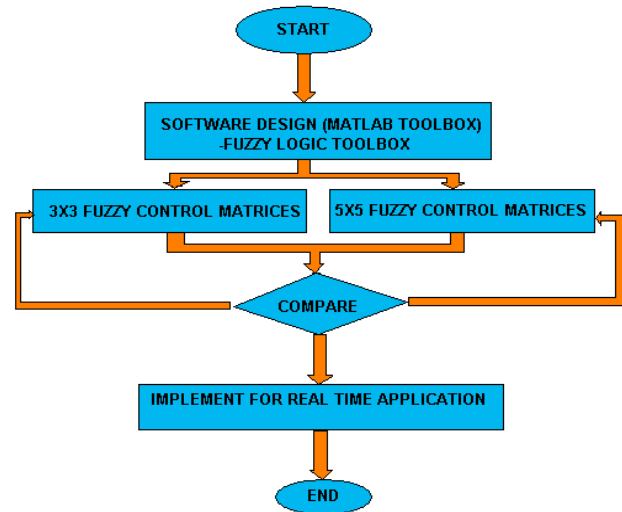 START
SOFTWARE DESIGN (MATLAB TOOLBOX)
-FUZZY LOGIC TOOLBOX
3X3 FUZZY CONTROL MATRICES
5X5 FUZZY CONTROL MATRICES
COMPARE
IMPLEMENT FOR REAL TIME APPLICATION
END